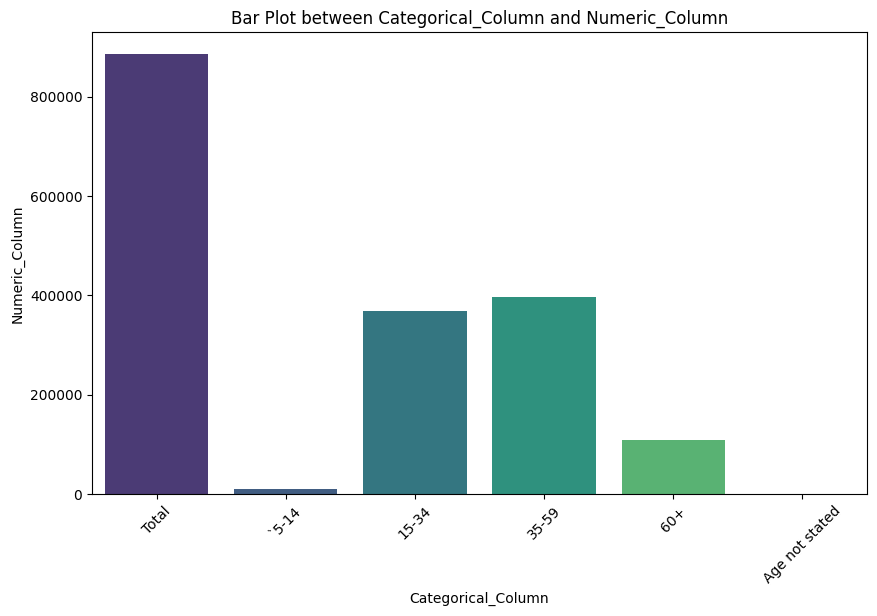 Bar Plot between Categorical_Column and Numeric_Column
Numeric_Column
800000
600000
400000
200000
0
Total
`5-14
15-34
35-59
60+
Age not stated
Categorical_Column